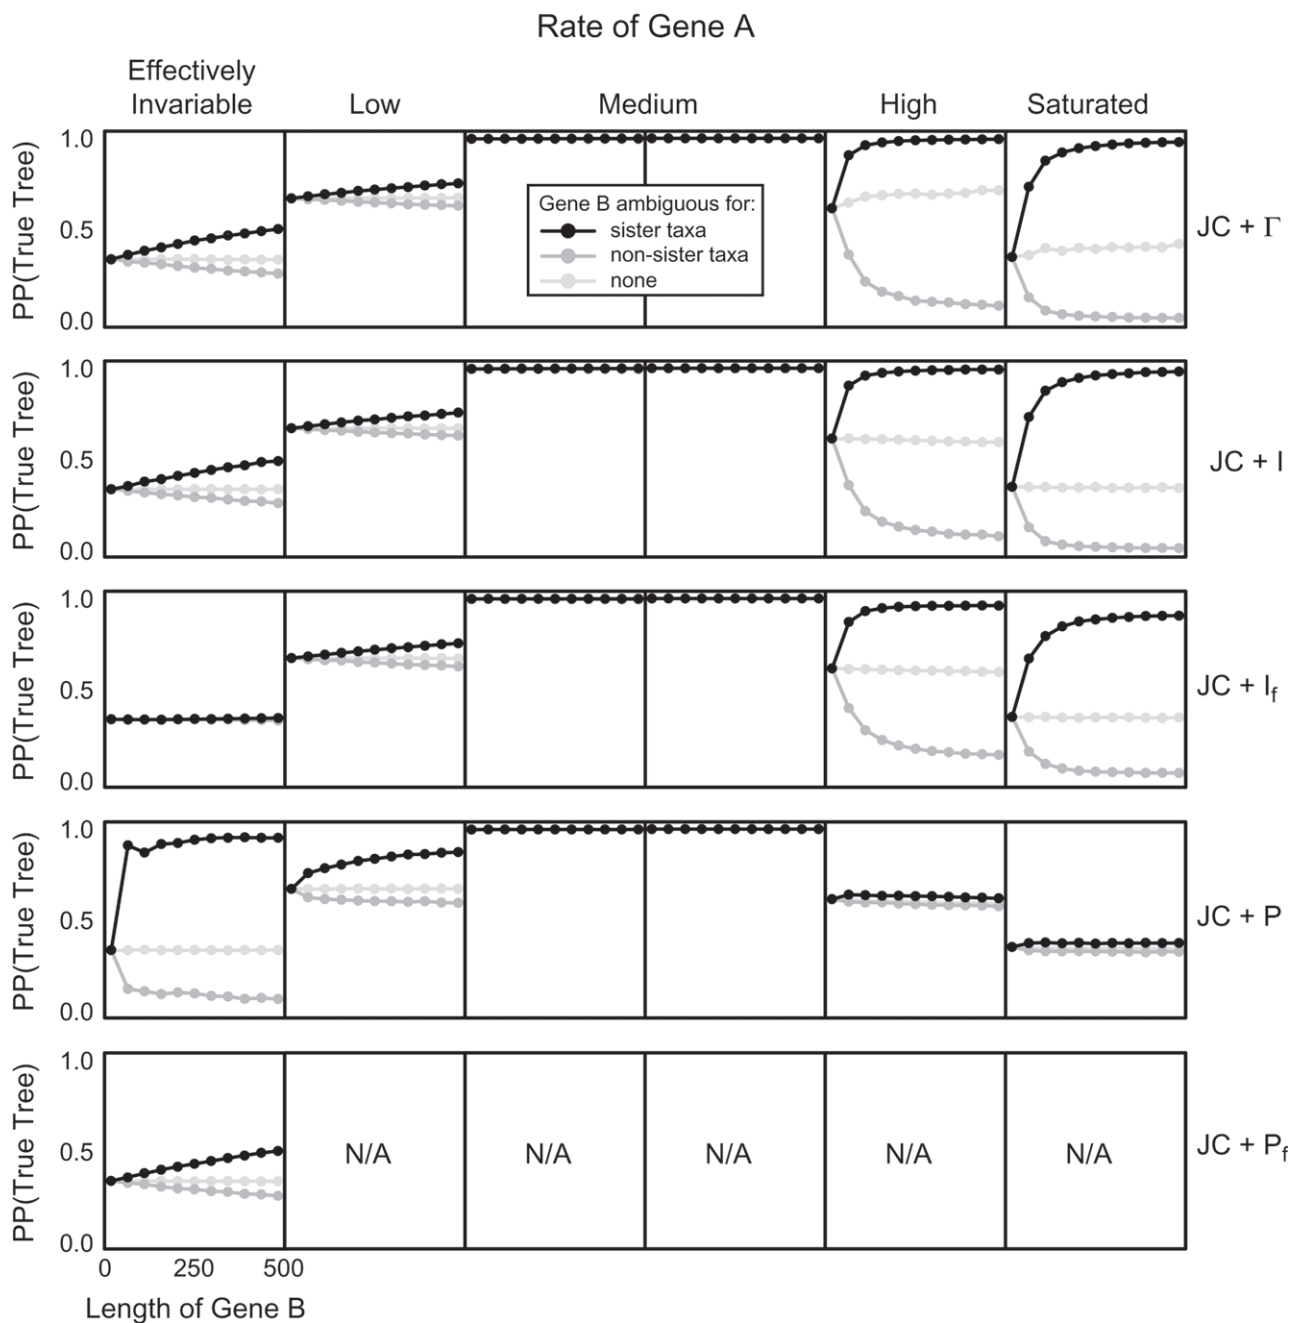 Rate of Gene A
Effectively
Invariable
Low
Medium
High
Saturated
PP(True Tree)
1.0
0.5
0.0
Gene B ambiguous for:
sister taxa
non-sister taxa
none
JC + Γ
PP(True Tree)
1.0
0.5
0.0
JC + I
PP(True Tree)
1.0
0.5
0.0
JC + If
PP(True Tree)
1.0
0.5
0.0
JC + P
PP(True Tree)
1.0
0.5
0.0
N/A
N/A
N/A
N/A
N/A
JC + Pf
0
250
500
Length of Gene B